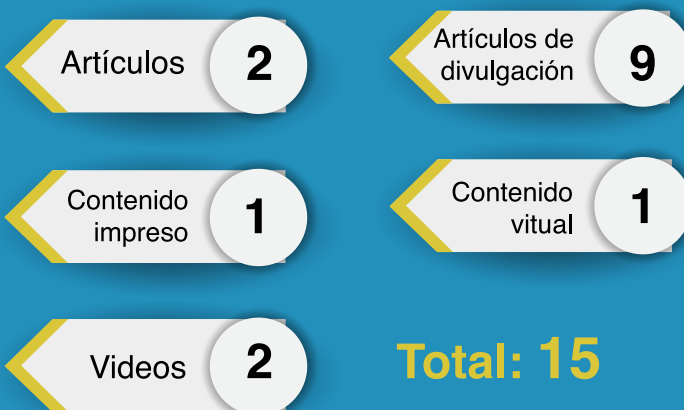 Artículos 2
Artículos de
divulgación 9
Contenido
impreso 1
Contenido
vitual 1
Videos 2
Total: 15